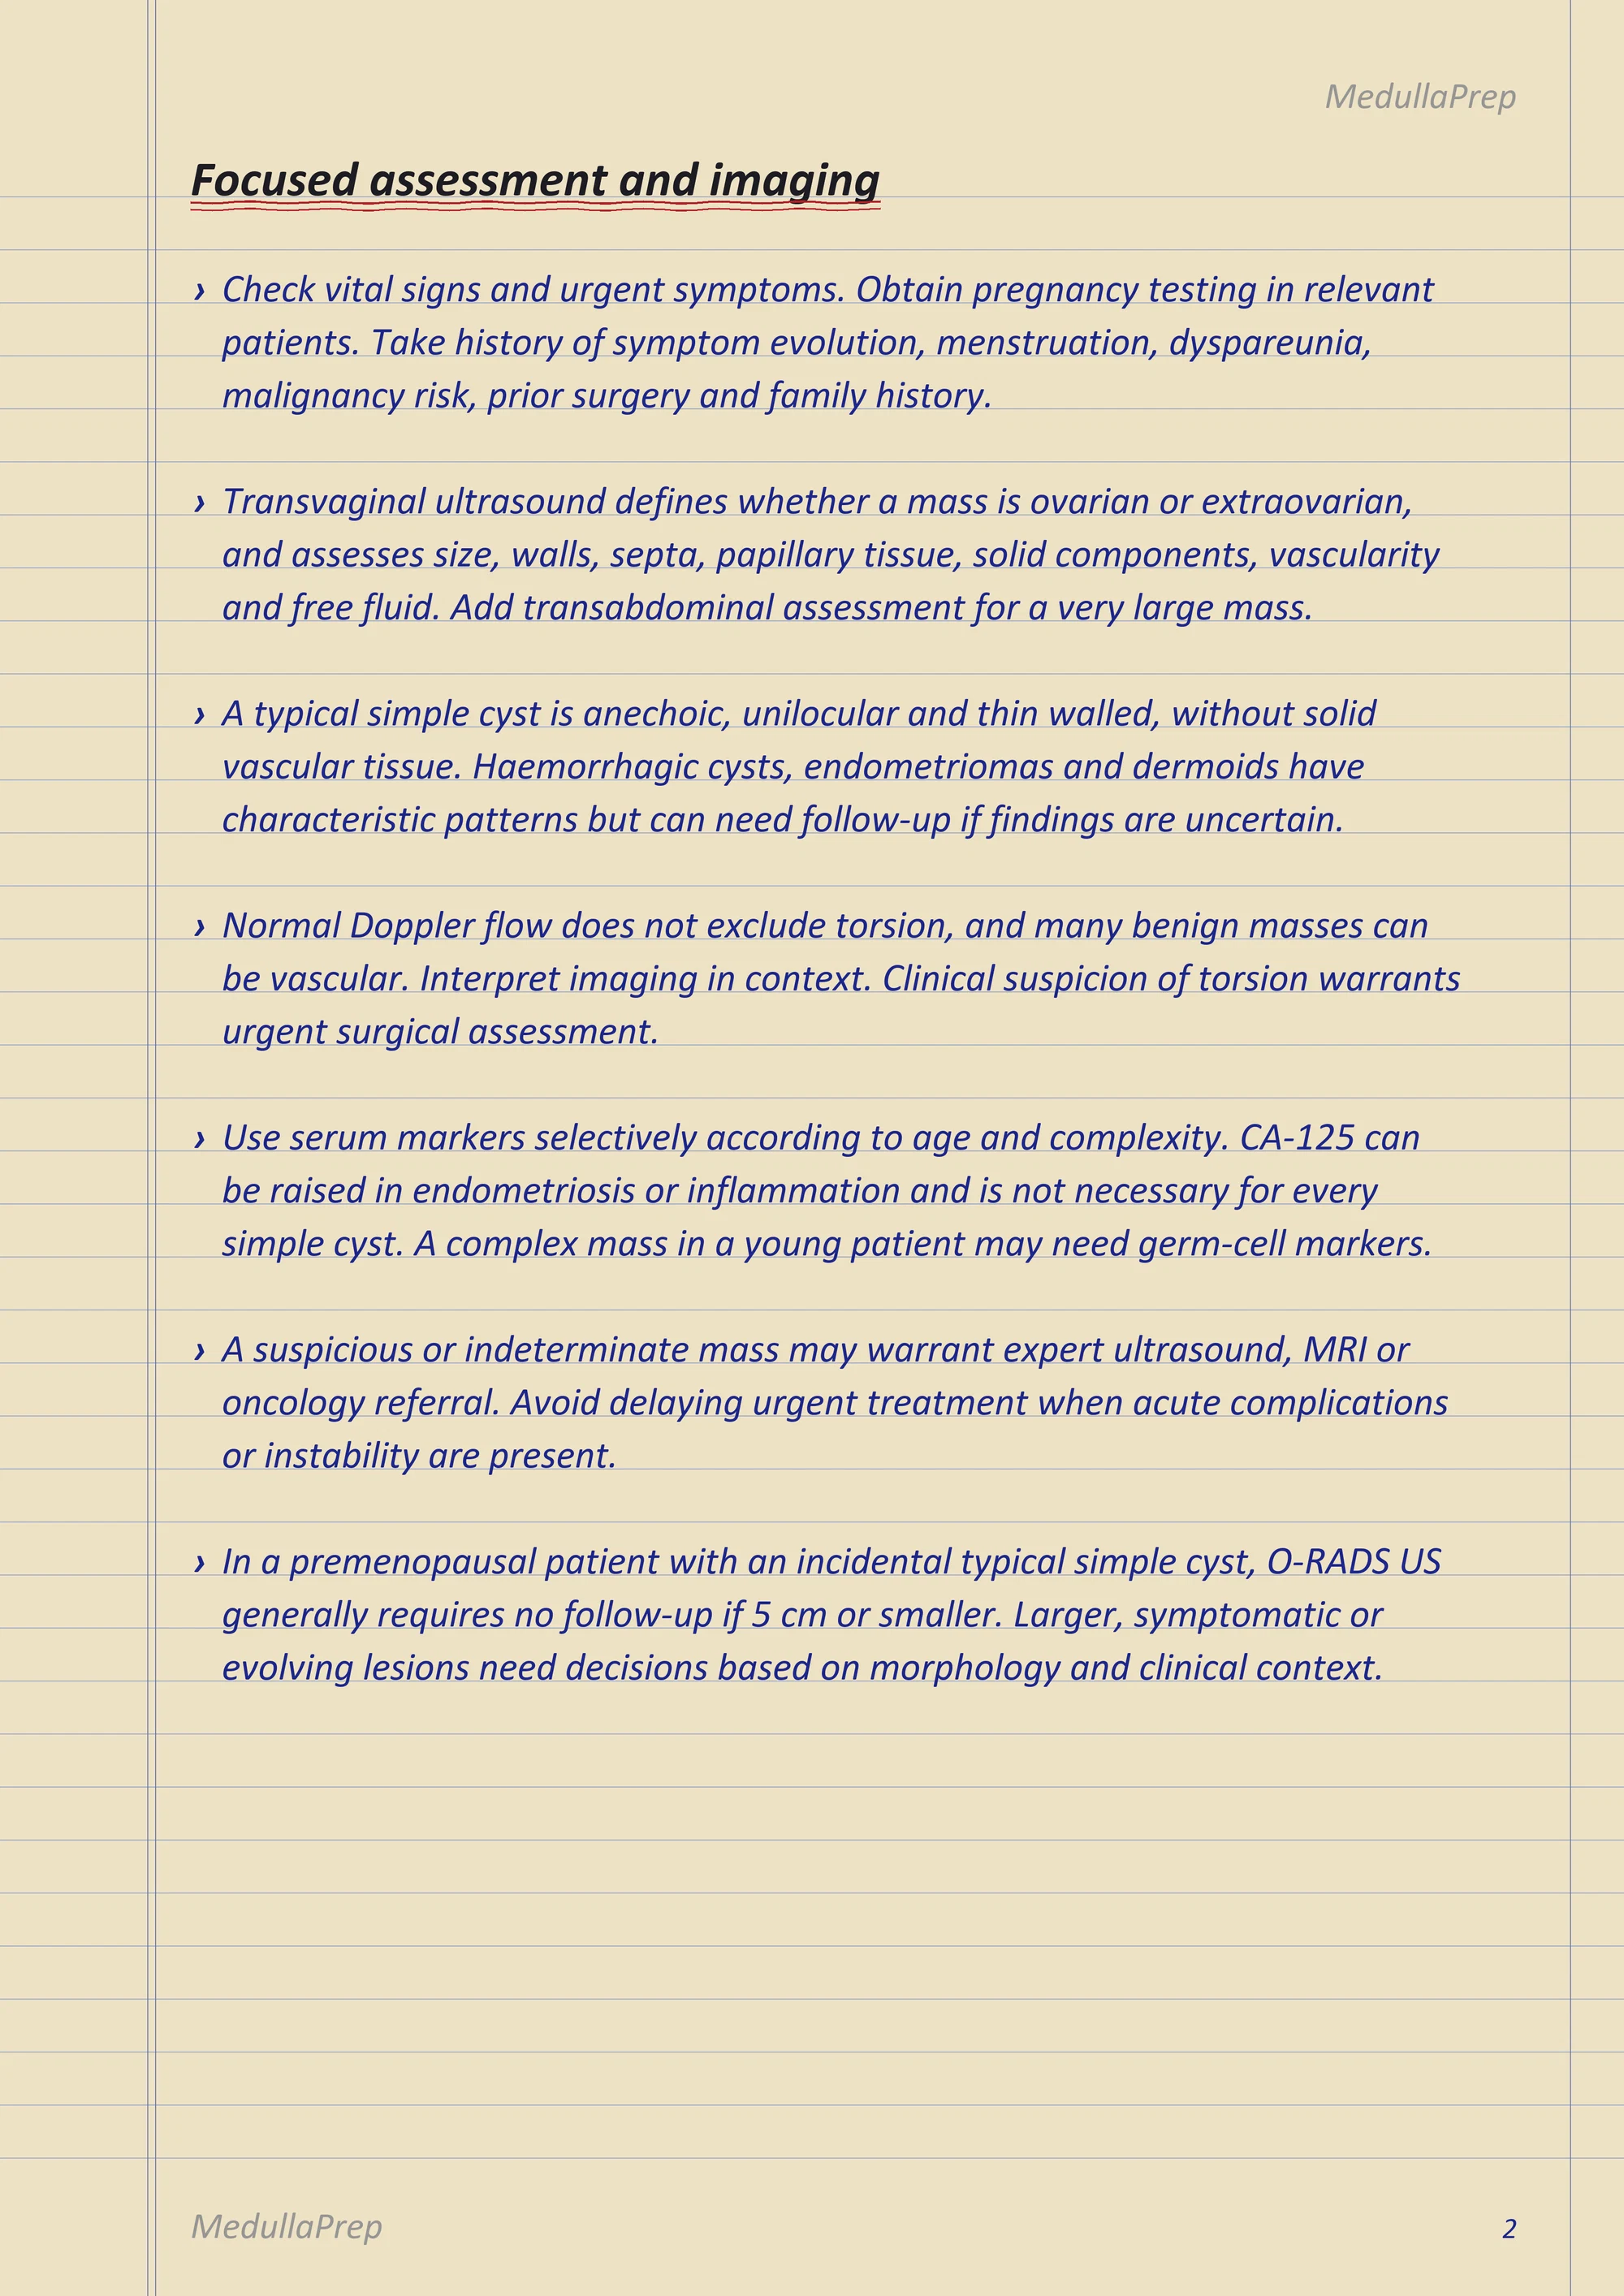 MedullaPrep
Focused assessment and imaging
› Check vital signs and urgent symptoms. Obtain pregnancy testing in relevant
patients. Take history of symptom evolution, menstruation, dyspareunia,
malignancy risk, prior surgery and family history.
› Transvaginal ultrasound defines whether a mass is ovarian or extraovarian,
and assesses size, walls, septa, papillary tissue, solid components, vascularity
and free fluid. Add transabdominal assessment for a very large mass.
› A typical simple cyst is anechoic, unilocular and thin walled, without solid
vascular tissue. Haemorrhagic cysts, endometriomas and dermoids have
characteristic patterns but can need follow-up if findings are uncertain.
› Normal Doppler flow does not exclude torsion, and many benign masses can
be vascular. Interpret imaging in context. Clinical suspicion of torsion warrants
urgent surgical assessment.
› Use serum markers selectively according to age and complexity. CA-125 can
be raised in endometriosis or inflammation and is not necessary for every
simple cyst. A complex mass in a young patient may need germ-cell markers.
› A suspicious or indeterminate mass may warrant expert ultrasound, MRI or
oncology referral. Avoid delaying urgent treatment when acute complications
or instability are present.
› In a premenopausal patient with an incidental typical simple cyst, O-RADS US
generally requires no follow-up if 5 cm or smaller. Larger, symptomatic or
evolving lesions need decisions based on morphology and clinical context.
MedullaPrep
2